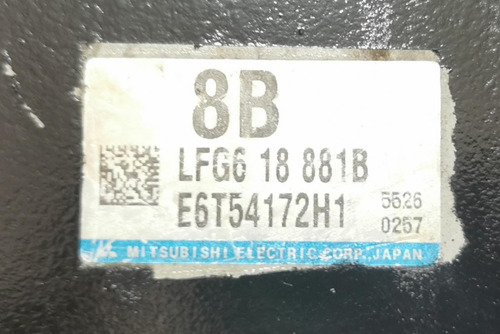 8B
LFG6 18 881B
E6T54172H1 5526
0257
MITSUBISHI ELECTRIC CORP. JAPAN